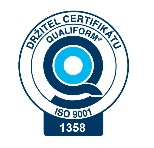 DRŽITEL CERTIFIKÁTU
QUALIFORM®
ISO 9001
1358